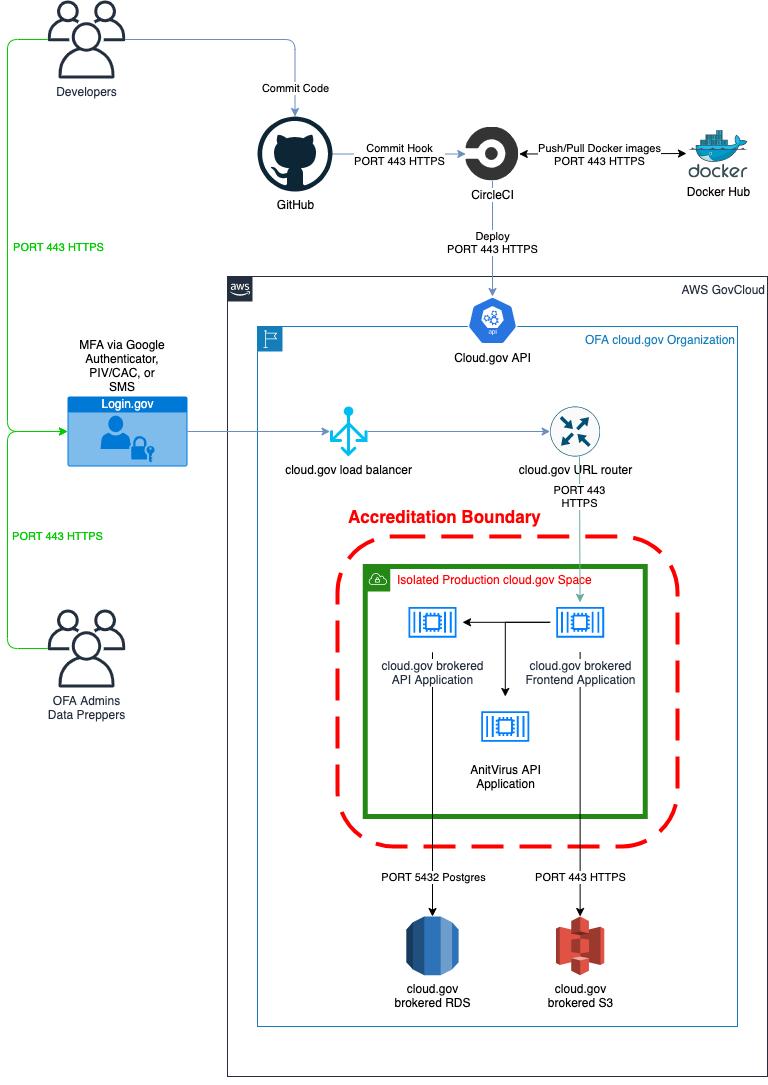 Developers
Commit Code
Commit Hook
PORT 443 HTTPS
Push/Pull Docker images
PORT 443 HTTPS
docker
GitHub
CircleCI
Docker Hub
Deploy
PORT 443 HTTPS
PORT 443 HTTPS
aws
AWS GovCloud
api
Cloud.gov API
OFA cloud.gov Organization
MFA via Google
Authenticator,
PIV/CAC, or
SMS
Login.gov
cloud.gov load balancer
cloud.gov URL router
PORT 443
HTTPS
Accreditation Boundary
PORT 443 HTTPS
Isolated Production cloud.gov Space
cloud.gov brokered
API Application
cloud.gov brokered
Frontend Application
OFA Admins
Data Preppers
AnitVirus API
Application
PORT 5432 Postgres
PORT 443 HTTPS
cloud.gov
brokered RDS
cloud.gov
brokered S3